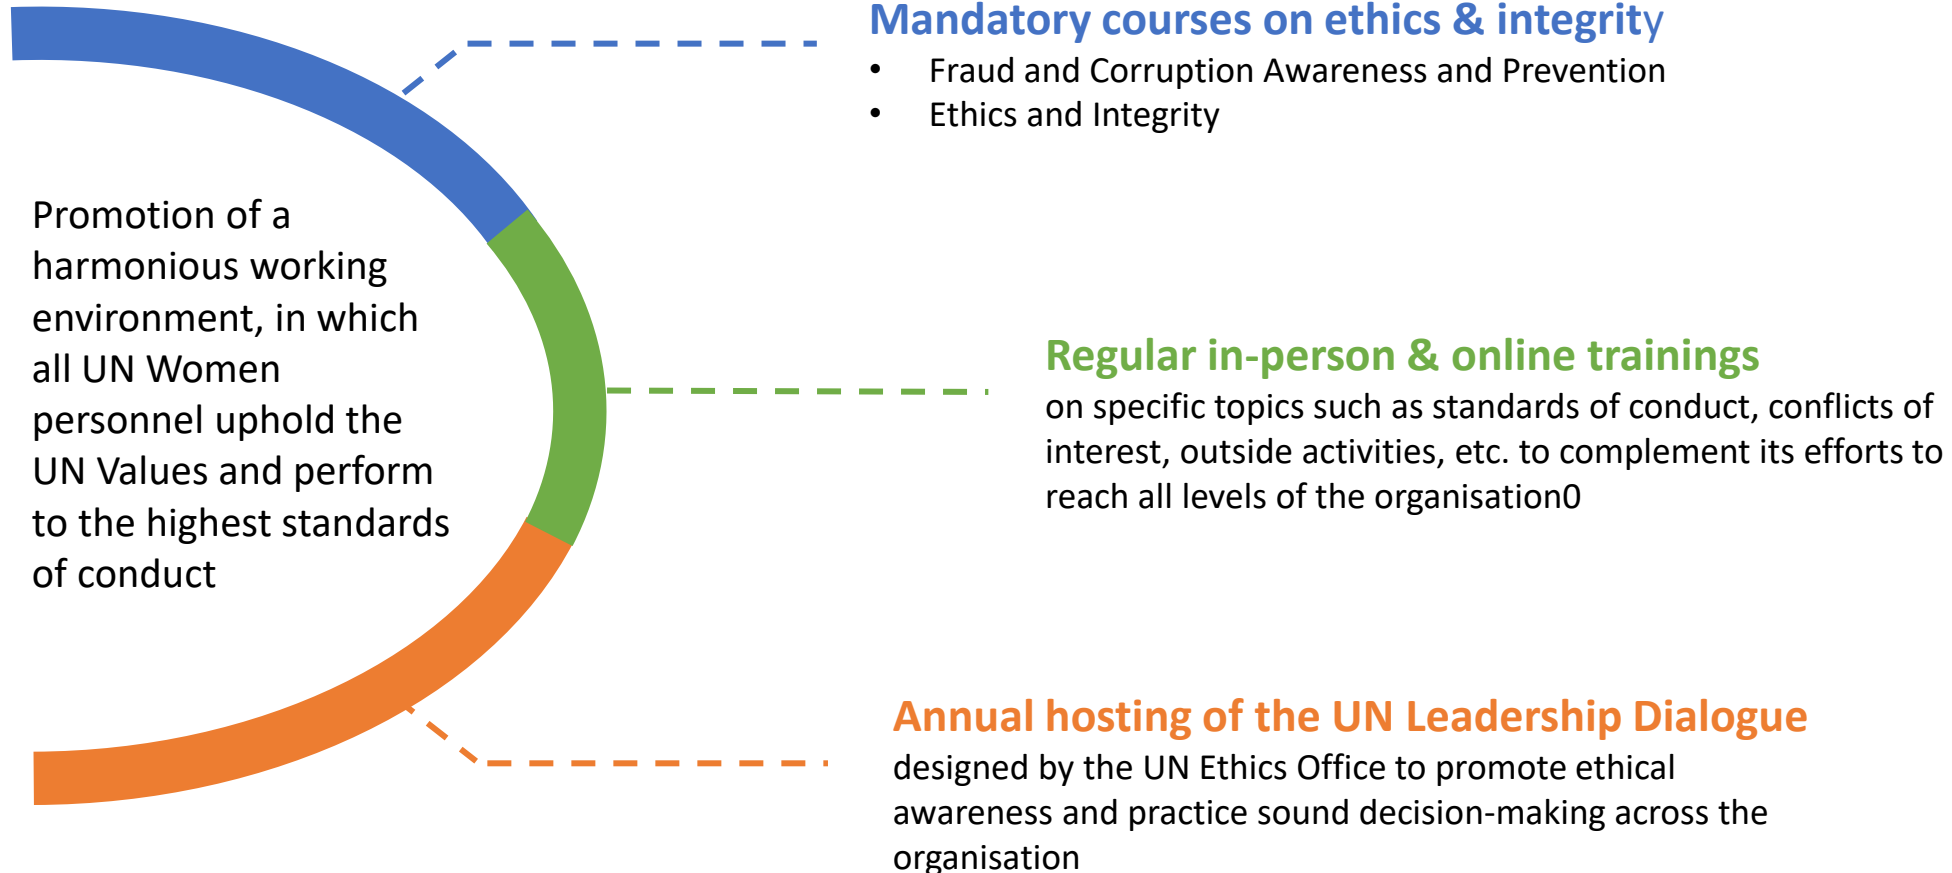 Mandatory courses on ethics & integrity
• Fraud and Corruption Awareness and Prevention
• Ethics and Integrity
Promotion of a
harmonious working
environment, in which
all UN Women
personnel uphold the
UN Values and perform
to the highest standards
of conduct
Regular in-person & online trainings
on specific topics such as standards of conduct, conflicts of
interest, outside activities, etc. to complement its efforts to
reach all levels of the organisation0
Annual hosting of the UN Leadership Dialogue
designed by the UN Ethics Office to promote ethical
awareness and practice sound decision-making across the
organisation